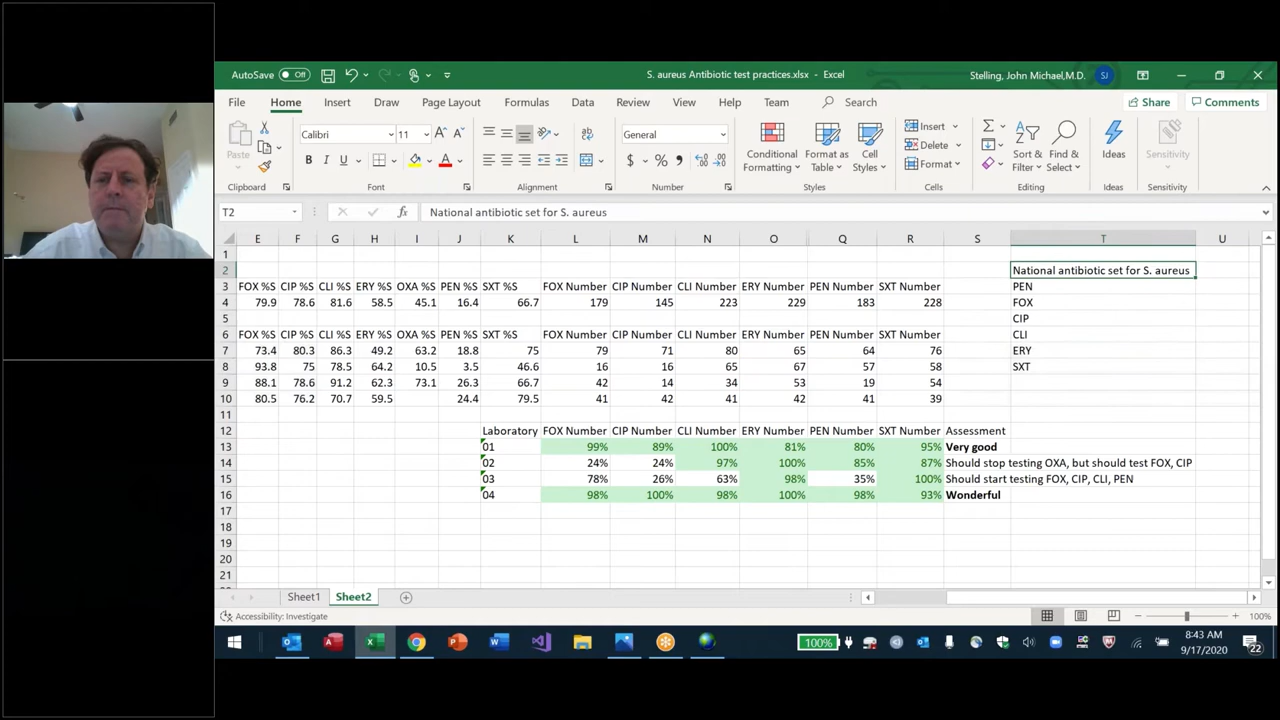 AutoSave Off
S. aureus Antibiotic test practices.xlsx - Excel
Stelling, John Michael,M.D. SJ
File Home Insert Draw Page Layout Formulas Data Review View Help Team Search Share Comments
Paste
Calibri 11
B I U
General
$ % ,
Conditional Formatting
Format as Table
Cell Styles
Insert
Delete
Format
Sort & Filter
Find & Select
Ideas
Sensitivity
Clipboard Font Alignment Number Styles Cells Editing Ideas Sensitivity
T2 fx National antibiotic set for S. aureus
E F G H I J K L M N O Q R S T U
1
2 National antibiotic set for S. aureus
3 FOX %S CIP %S CLI %S ERY %S OXA %S PEN %S SXT %S FOX Number CIP Number CLI Number ERY Number PEN Number SXT Number PEN
4 79.9 78.6 81.6 58.5 45.1 16.4 66.7 179 145 223 229 183 228 FOX
5 CIP
6 FOX %S CIP %S CLI %S ERY %S OXA %S PEN %S SXT %S FOX Number CIP Number CLI Number ERY Number PEN Number SXT Number CLI
7 73.4 80.3 86.3 49.2 63.2 18.8 75 79 71 80 65 64 76 ERY
8 93.8 75 78.5 64.2 10.5 3.5 46.6 16 16 65 67 57 58 SXT
9 88.1 78.6 91.2 62.3 73.1 26.3 66.7 42 14 34 53 19 54
10 80.5 76.2 70.7 59.5 24.4 79.5 41 42 41 42 41 39
11
12 Laboratory FOX Number CIP Number CLI Number ERY Number PEN Number SXT Number Assessment
13 01 99% 89% 100% 81% 80% 95% Very good
14 02 24% 24% 97% 100% 85% 87% Should stop testing OXA, but should test FOX, CIP
15 03 78% 26% 63% 98% 35% 100% Should start testing FOX, CIP, CLI, PEN
16 04 98% 100% 98% 100% 98% 93% Wonderful
17
18
19
20
21
Sheet1 Sheet2
Accessibility: Investigate
100%
100%
8:43 AM
9/17/2020
22